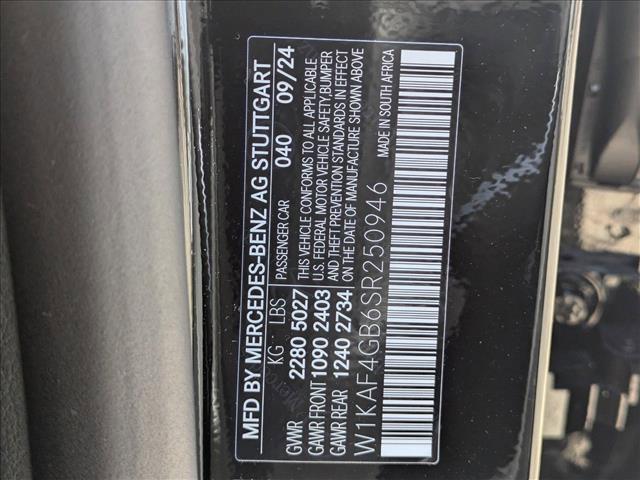 MFD BY MERCEDES-BENZ AG STUTTGART
KG LBS PASSENGER CAR 040 09/24
GVWR 2280 5027 THIS VEHICLE CONFORMS TO ALL APPLICABLE
GAWR FRONT 1090 2403 U.S. FEDERAL MOTOR VEHICLE SAFETY, BUMPER
GAWR REAR 1240 2734 AND THEFT PREVENTION STANDARDS IN EFFECT
ON THE DATE OF MANUFACTURE SHOWN ABOVE
W1KAF4GB6SR250946 MADE IN SOUTH AFRICA